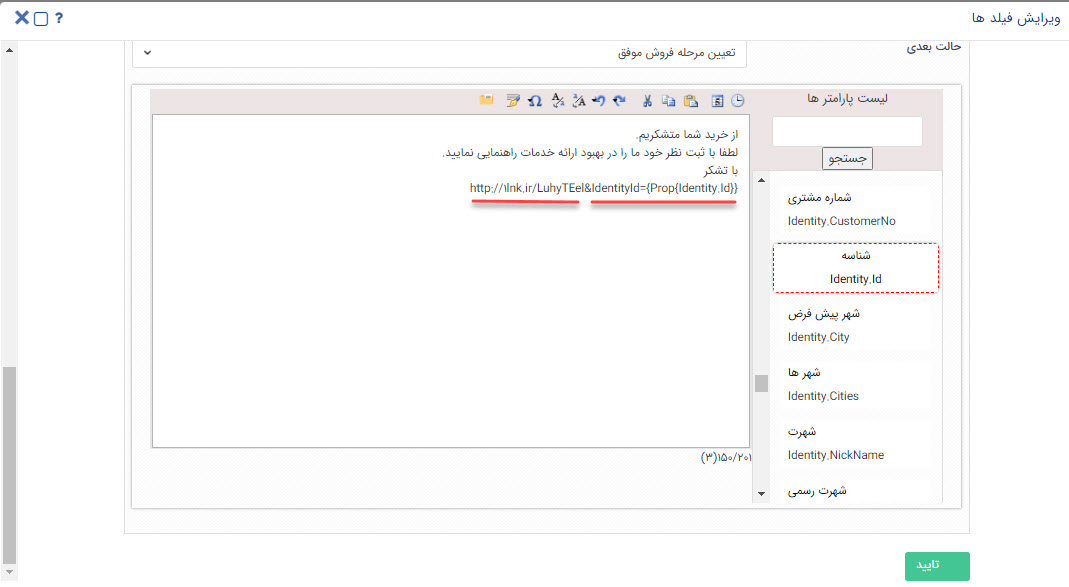 ویرایش فیلد ها
?
حالت بعدی
تعیین مرحله فروش موفق
لیست پارامتر ها
جستجو
از خرید شما متشکریم.
لطفا با ثبت نظر خود ما را در بهبود ارائه خدمات راهنمایی نمایید.
با تشکر
http://1lnk.ir/LuhyTEel&IdentityId={Prop{Identity.Id}}
۱۵۰/۲۰۱(۳)
شماره مشتری
Identity.CustomerNo
شناسه
Identity.Id
شهر پیش فرض
Identity.City
شهر ها
Identity.Cities
شهرت
Identity.NickName
شهرت رسمی
تایید